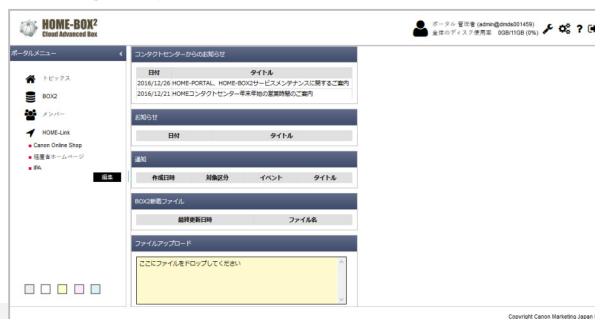 HOME-BOX²
Cloud Advanced Box
ポータル 管理者 (admin@dmds001459)
全体のディスク使用率 0GB/11GB (0%)
?
ポータルメニュー
トピックス
BOX2
メンバー
HOME-Link
Canon Online Shop
経産省ホームページ
IPA
編集
コンタクトセンターからのお知らせ
日付 タイトル
2016/12/26 HOME-PORTAL、HOME-BOX2サービスメンテナンスに関するご案内
2016/12/21 HOMEコンタクトセンター年末年始の営業時間のご案内
お知らせ
日付 タイトル
通知
作成日時 対象区分 イベント タイトル
BOX2新着ファイル
最終更新日時 ファイル名
ファイルアップロード
ここにファイルをドロップしてください
Copyright Canon Marketing Japan